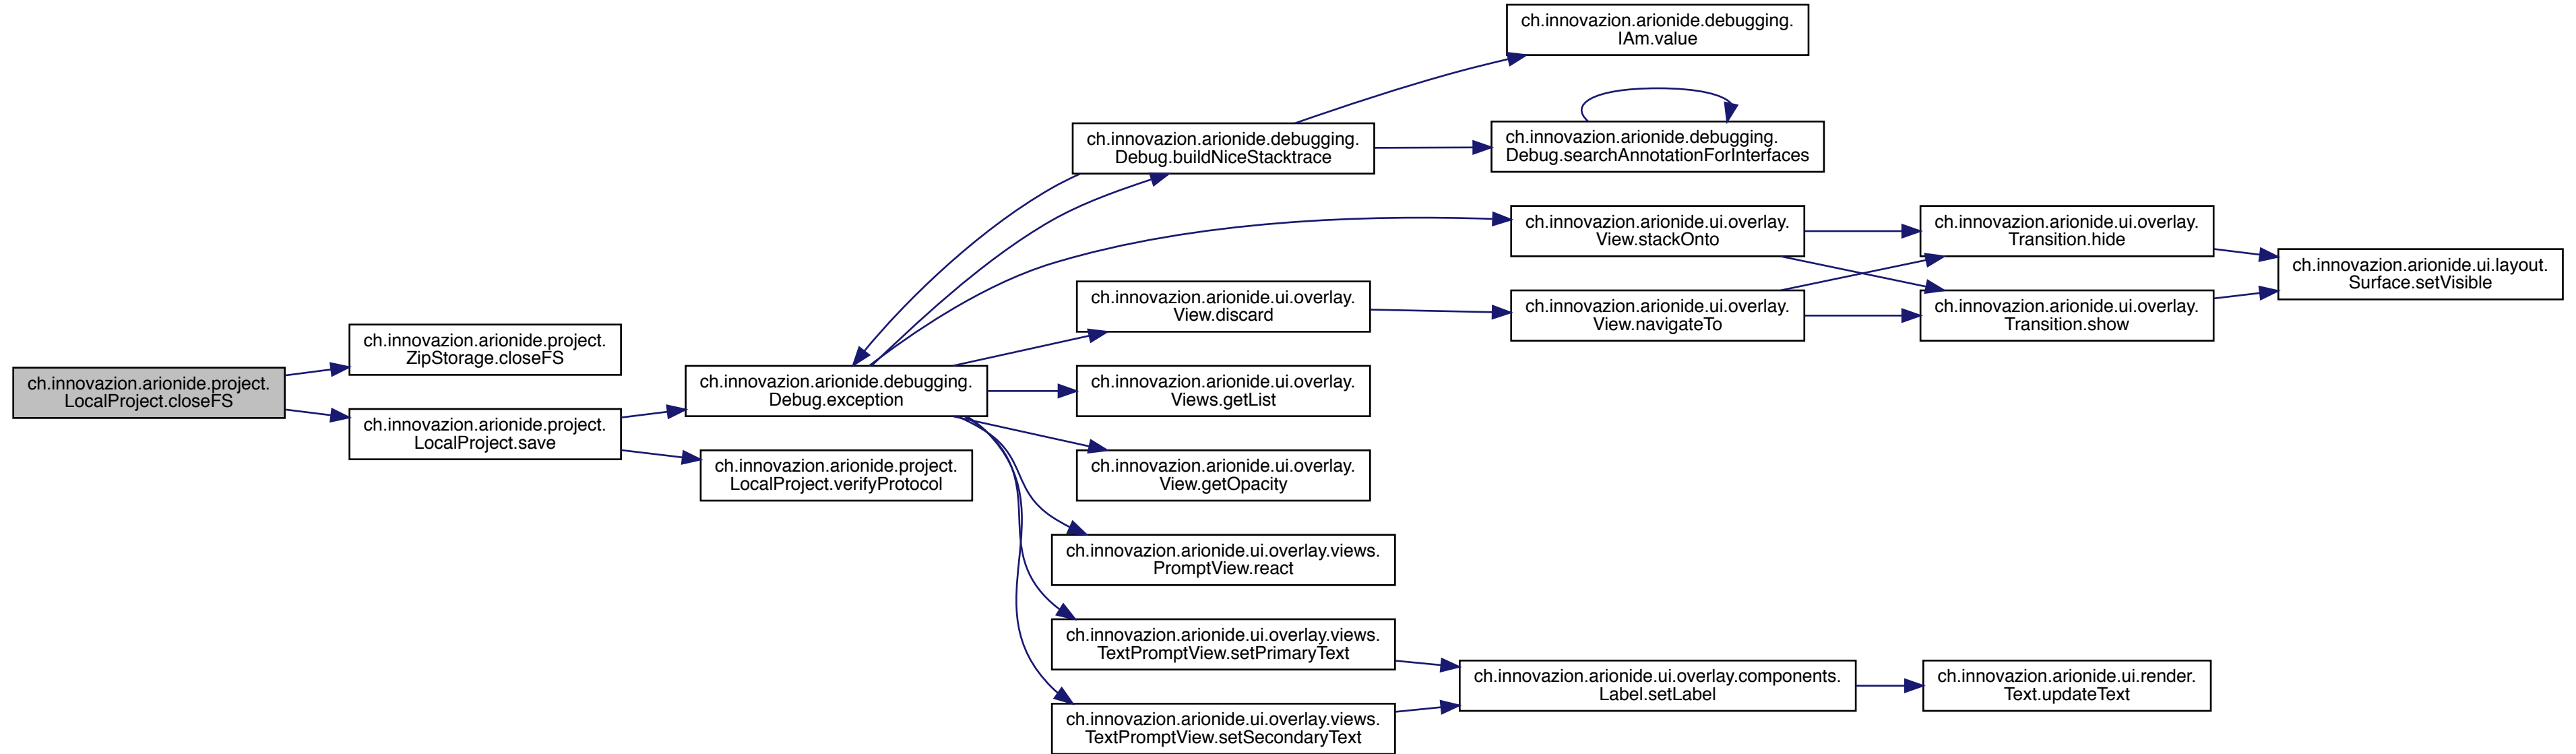 ch.innovazion.arionide.project.
LocalProject.closeFS
ch.innovazion.arionide.project.
ZipStorage.closeFS
ch.innovazion.arionide.project.
LocalProject.save
ch.innovazion.arionide.debugging.
Debug.exception
ch.innovazion.arionide.project.
LocalProject.verifyProtocol
ch.innovazion.arionide.debugging.
Debug.buildNiceStacktrace
ch.innovazion.arionide.ui.overlay.
View.discard
ch.innovazion.arionide.ui.overlay.
Views.getList
ch.innovazion.arionide.ui.overlay.
View.getOpacity
ch.innovazion.arionide.ui.overlay.views.
PromptView.react
ch.innovazion.arionide.ui.overlay.views.
TextPromptView.setPrimaryText
ch.innovazion.arionide.ui.overlay.views.
TextPromptView.setSecondaryText
ch.innovazion.arionide.debugging.
IAm.value
ch.innovazion.arionide.debugging.
Debug.searchAnnotationForInterfaces
ch.innovazion.arionide.ui.overlay.
View.stackOnto
ch.innovazion.arionide.ui.overlay.
View.navigateTo
ch.innovazion.arionide.ui.overlay.components.
Label.setLabel
ch.innovazion.arionide.ui.overlay.
Transition.hide
ch.innovazion.arionide.ui.overlay.
Transition.show
ch.innovazion.arionide.ui.render.
Text.updateText
ch.innovazion.arionide.ui.layout.
Surface.setVisible